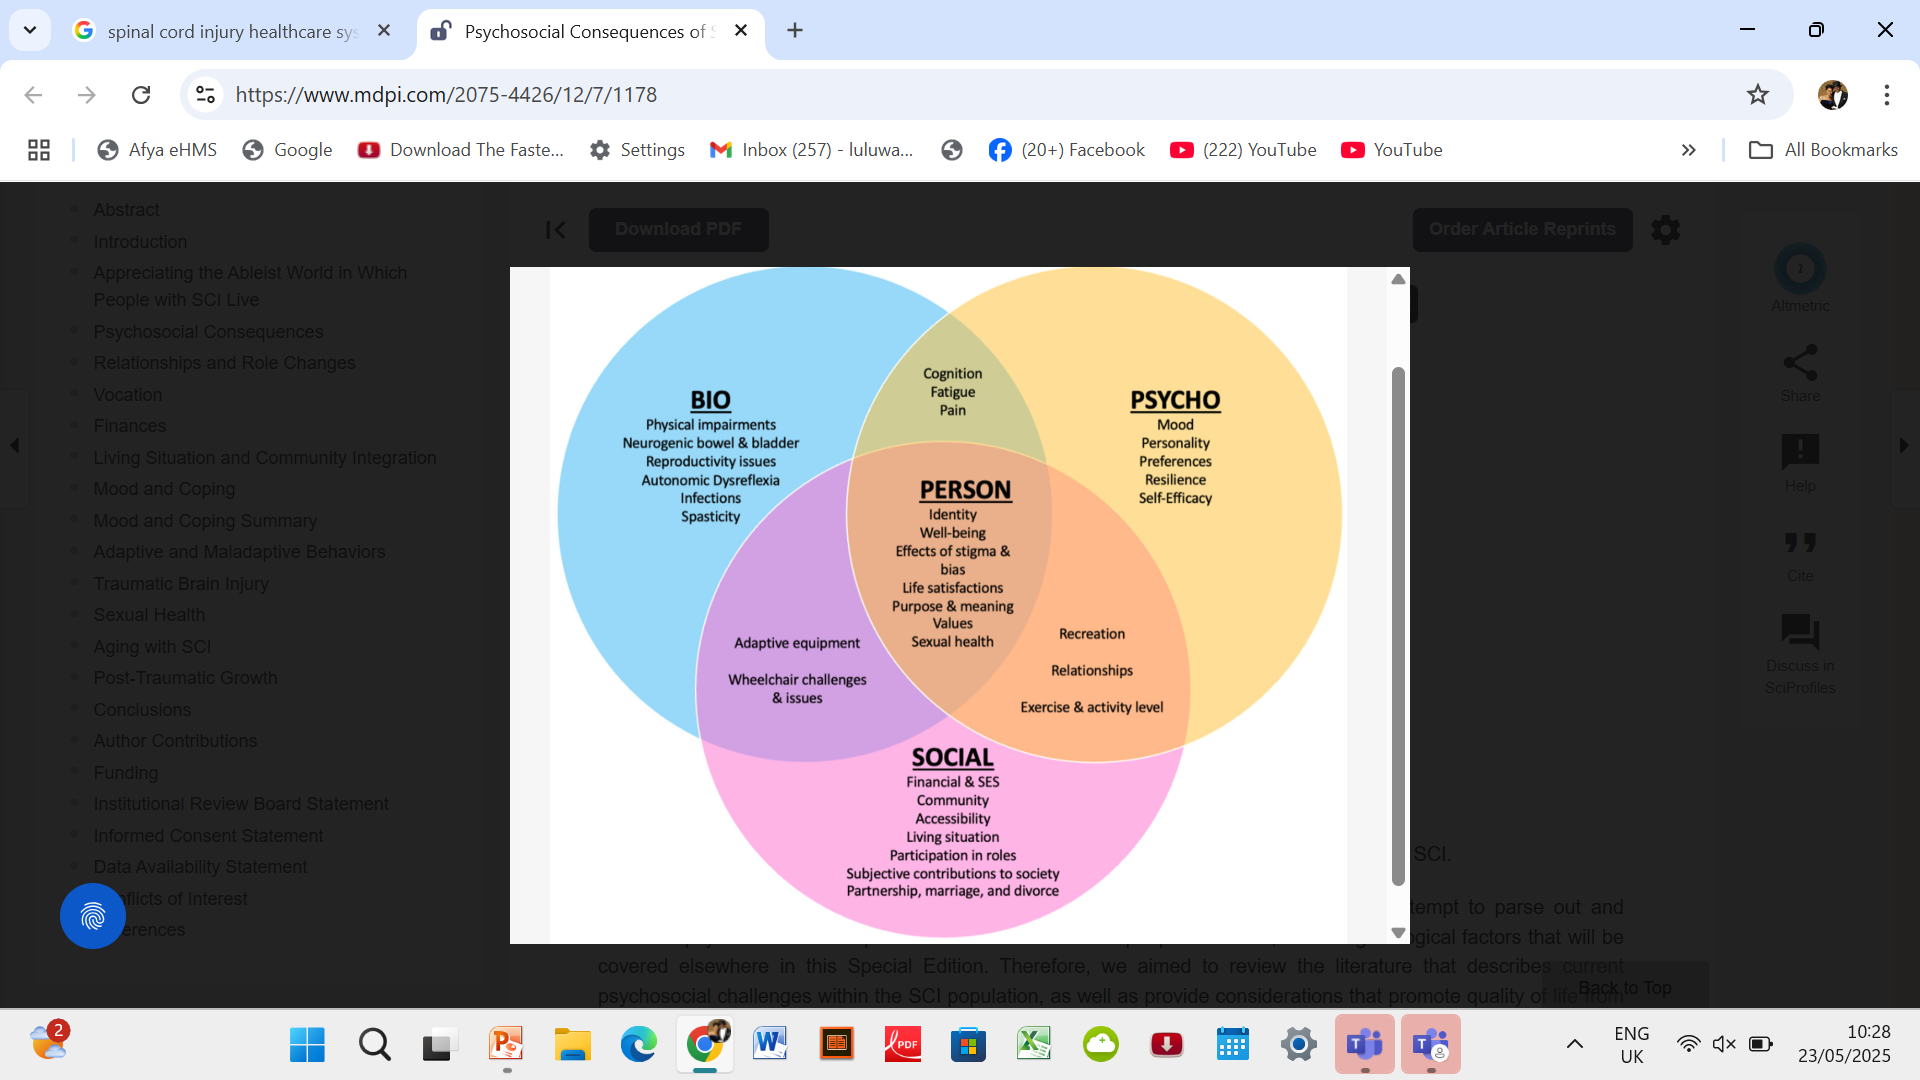 spinal cord injury healthcare sys
Psychosocial Consequences of S
https://www.mdpi.com/2075-4426/12/7/1178
Afya eHMS
Google
Download The Faste...
Settings
Inbox (257) - luluwa...
(20+) Facebook
(222) YouTube
YouTube
All Bookmarks
Abstract
Introduction
Appreciating the Ableist World in Which
People with SCI Live
Psychosocial Consequences
Relationships and Role Changes
Vocation
Finances
Living Situation and Community Integration
Mood and Coping
Mood and Coping Summary
Adaptive and Maladaptive Behaviors
Traumatic Brain Injury
Sexual Health
Aging with SCI
Post-Traumatic Growth
Conclusions
Author Contributions
Funding
Institutional Review Board Statement
Informed Consent Statement
Data Availability Statement
nflicts of Interest
erences
Download PDF
Order Article Reprints
BIO
Physical impairments
Neurogenic bowel & bladder
Reproductivity issues
Autonomic Dysreflexia
Infections
Spasticity
Cognition
Fatigue
Pain
PSYCHO
Mood
Personality
Preferences
Resilience
Self-Efficacy
PERSON
Identity
Well-being
Effects of stigma &
bias
Life satisfactions
Purpose & meaning
Values
Sexual health
Adaptive equipment
Wheelchair challenges
& issues
Recreation
Relationships
Exercise & activity level
SOCIAL
Financial & SES
Community
Accessibility
Living situation
Participation in roles
Subjective contributions to society
Partnership, marriage, and divorce
SCI.
tempt to parse out and
ogical factors that will be
covered elsewhere in this Special Edition. Therefore, we aimed to review the literature that describes current
psychosocial challenges within the SCI population, as well as provide considerations that promote quality of life from
Back to Top
1
Altmetric
Share
Help
Cite
Discuss in
SciProfiles
2
PDF
ENG
UK
10:28
23/05/2025